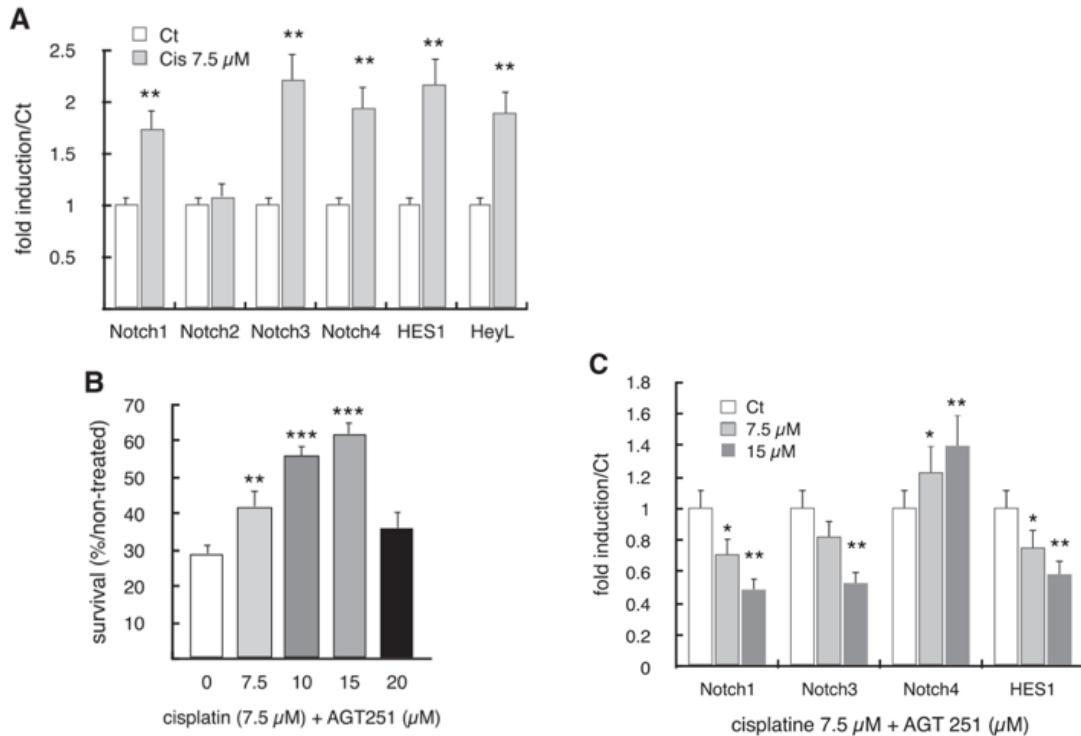 A
Ct
Cis 7.5 µM
fold induction/Ct
2.5
2
1.5
1
0.5
** ** ** ** **
Notch1 Notch2 Notch3 Notch4 HES1 HeyL
B
survival (%/non-treated)
70
60
50
40
30
20
10
** *** ***
0 7.5 10 15 20
cisplatin (7.5 µM) + AGT251 (µM)
C
Ct
7.5 µM
15 µM
fold induction/Ct
1.8
1.6
1.4
1.2
1
0.8
0.6
0.4
0.2
0
* ** ** * ** * **
Notch1 Notch3 Notch4 HES1
cisplatine 7.5 µM + AGT 251 (µM)